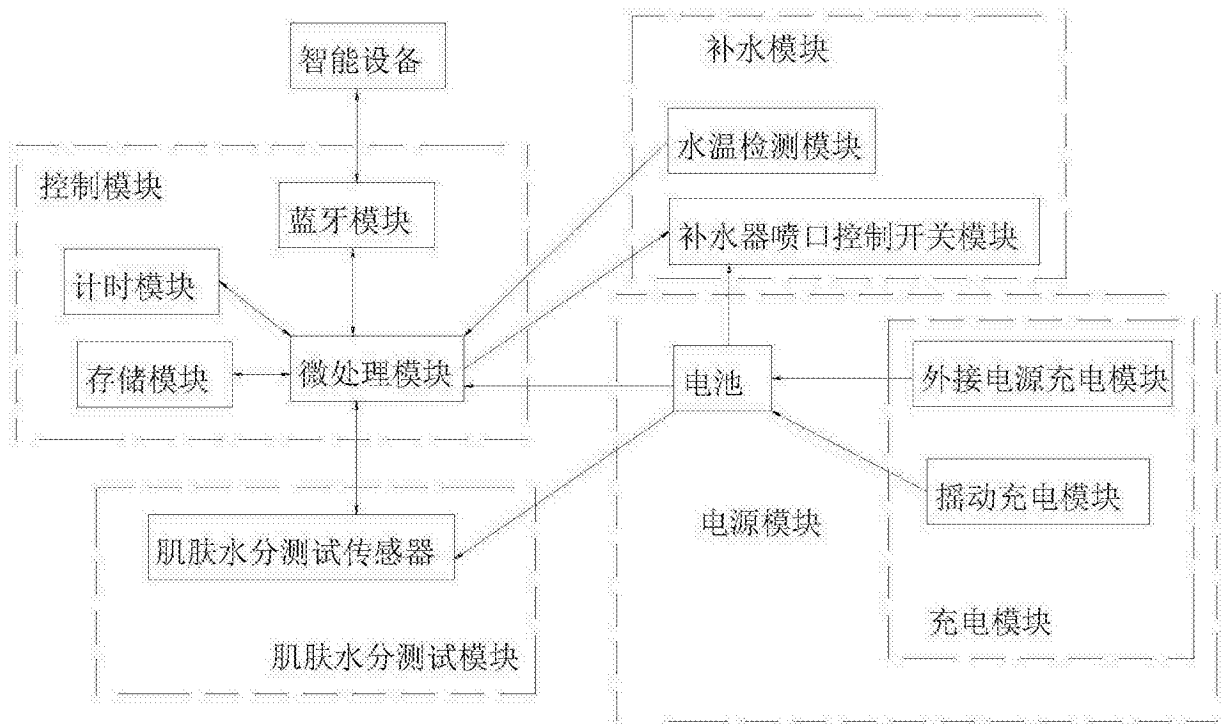 智能设备
补水模块
水温检测模块
控制模块
蓝牙模块
补水器喷口控制开关模块
计时模块
存储模块
微处理模块
电池
外接电源充电模块
摇动充电模块
电源模块
肌肤水分测试传感器
充电模块
肌肤水分测试模块